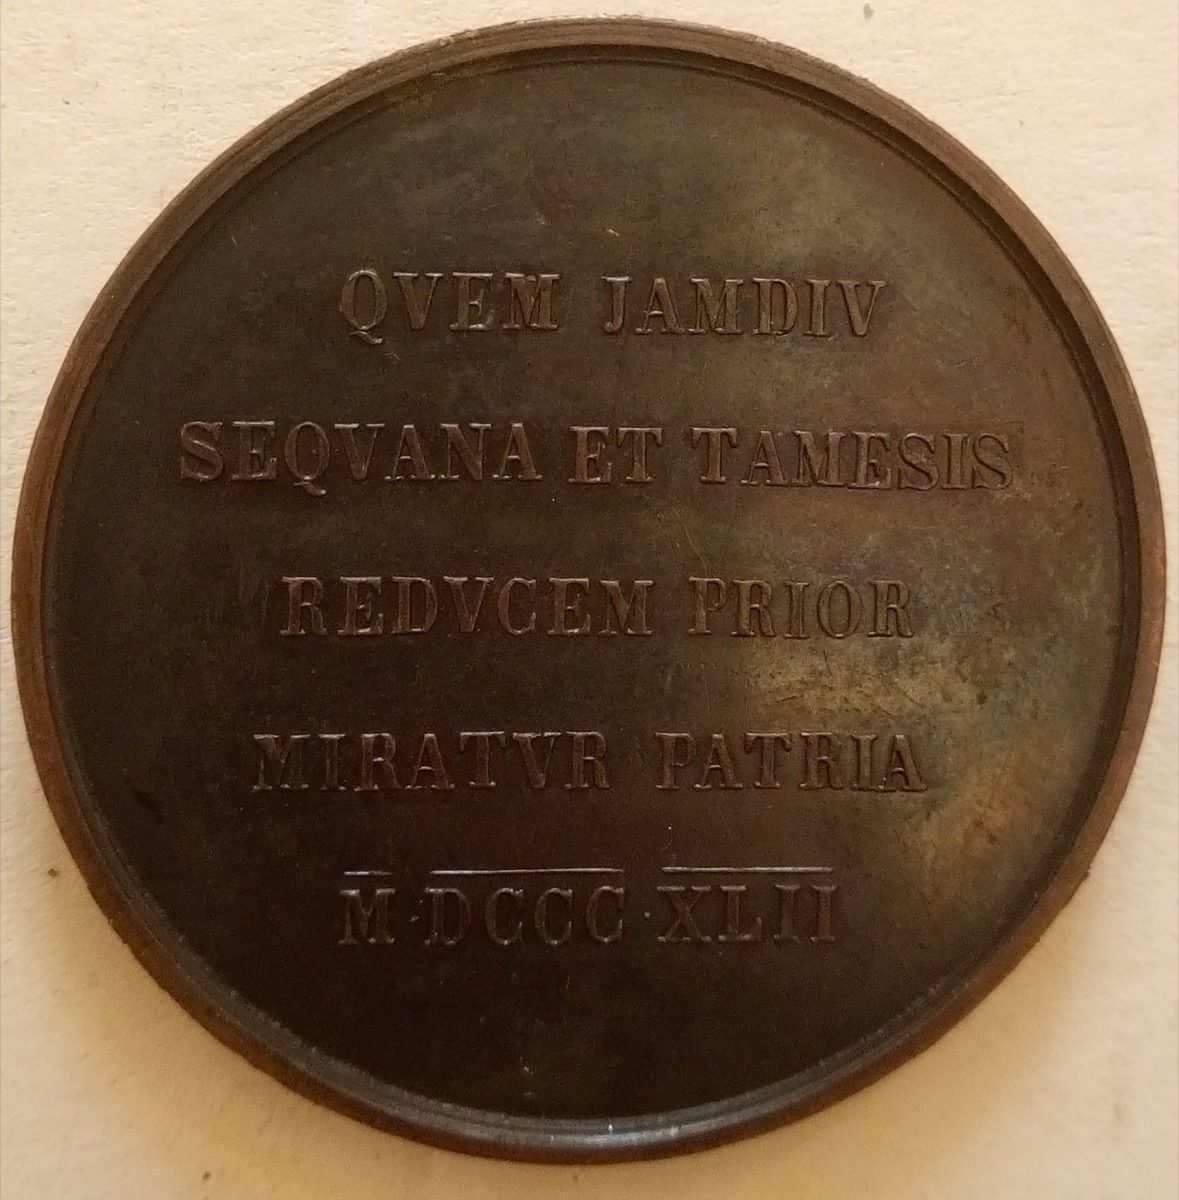 QVEM JAMDIV
SEQVANA ET TAMESIS
REDVCEM PRIOR
MIRATVR PATRIA
M·DCCC·XLII